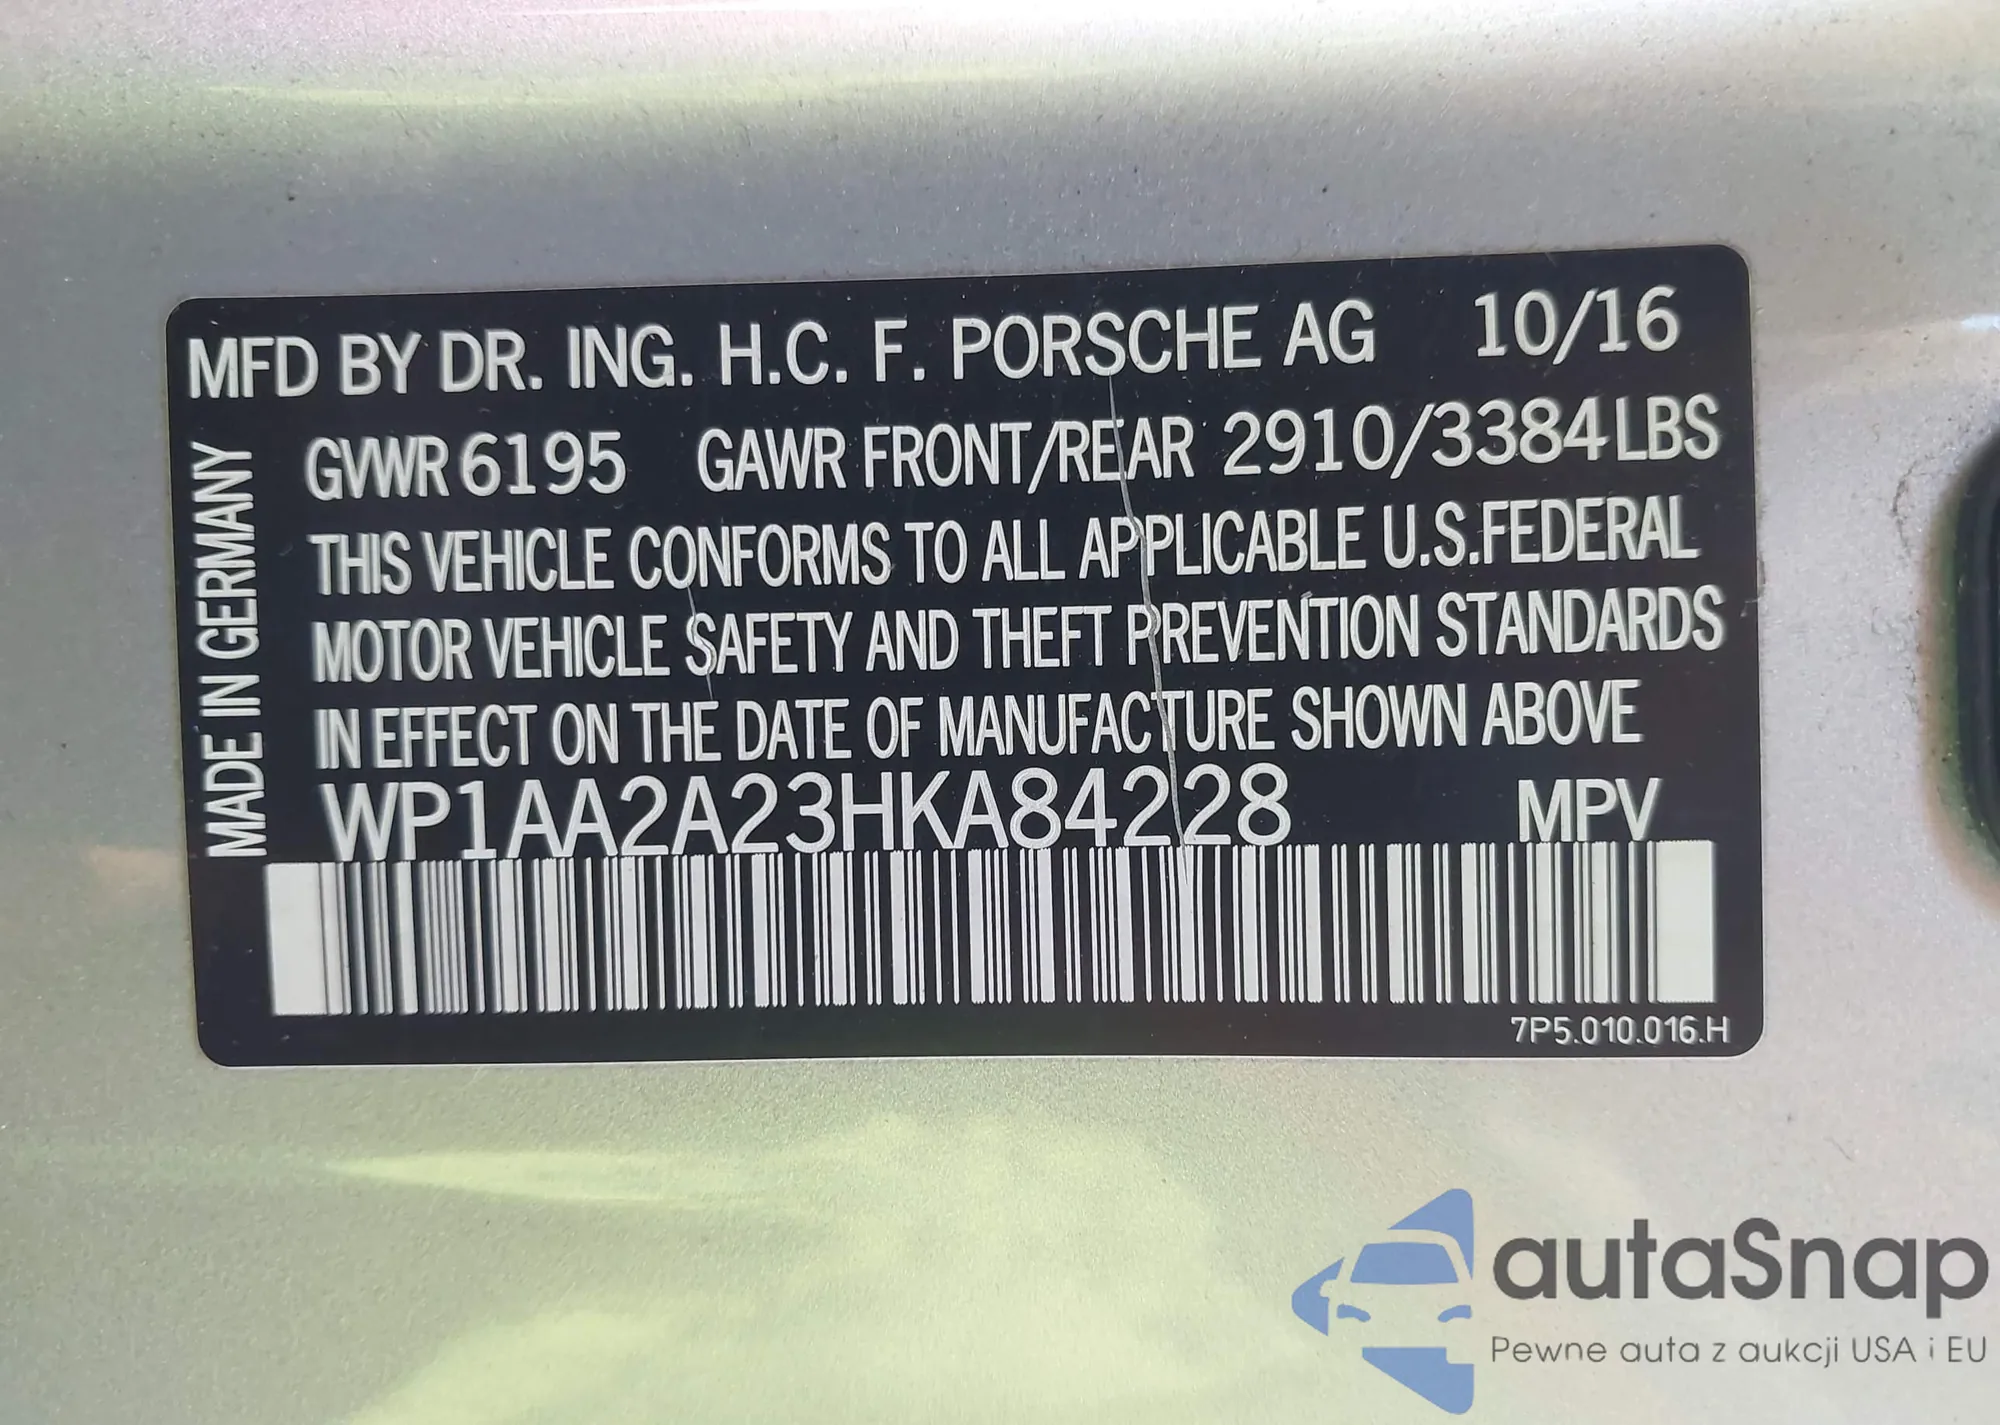 MFD BY DR. ING. H.C. F. PORSCHE AG 10/16
GVWR 6195 GAWR FRONT/REAR 2910/3384LBS
THIS VEHICLE CONFORMS TO ALL APPLICABLE U.S.FEDERAL
MOTOR VEHICLE SAFETY AND THEFT PREVENTION STANDARDS
IN EFFECT ON THE DATE OF MANUFACTURE SHOWN ABOVE
WP1AA2A23HKA84228 MPV
MADE IN GERMANY
7P5.010.016.H
autaSnap
Pewne auta z aukcji USA i EU